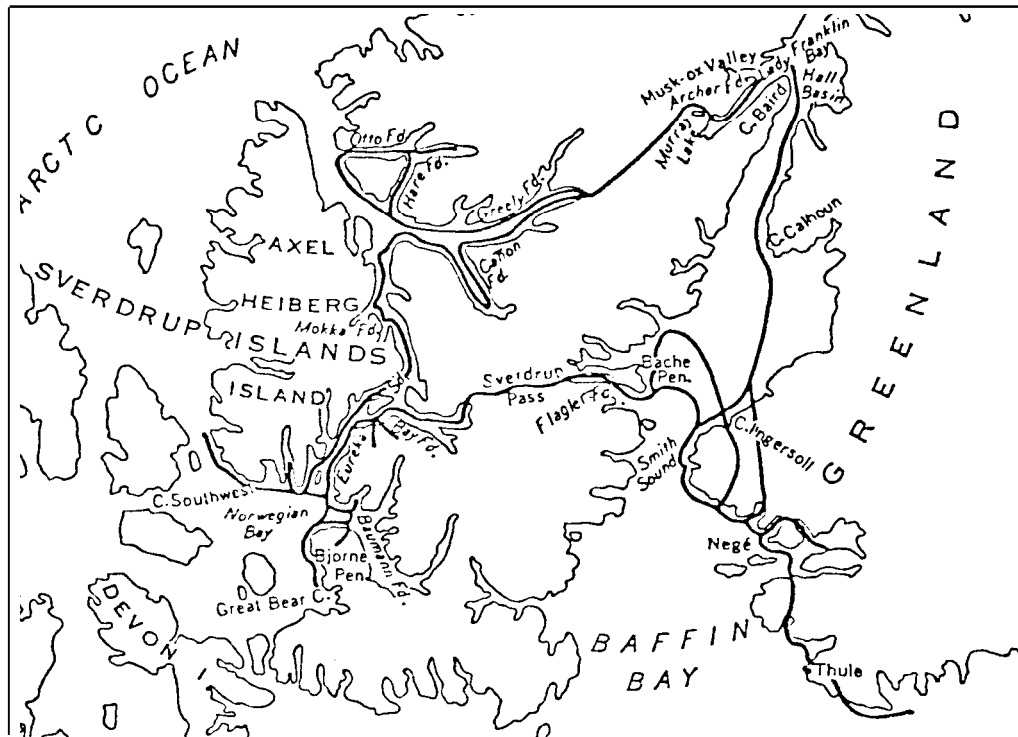 ARCT C
OCEAN
Musk-ox Valley
Archer Fd.
Lady
Franklin
Bay
Hall
Basin
C. Baird
Murray
Lake
Otto Fd.
Hare Fd.
Greely Fd.
Cañon
Fd.
C. Calhoun
GREENLAND
AXEL
HEIBERG
Mokka Fd.
SVERDRUP
ISLANDS
ISLAND
Sverdrup
Pass
Flagler Fd.
Bache
Pen.
Eureka
Sd.
Bay Fd.
C. Ingersoll
Smith
Sound
C. Southwest
Norwegian
Bay
Baumann Fd.
Bjorne
Pen.
Great Bear C.
Negé
DEVON I.
BAFFIN
BAY
Thule